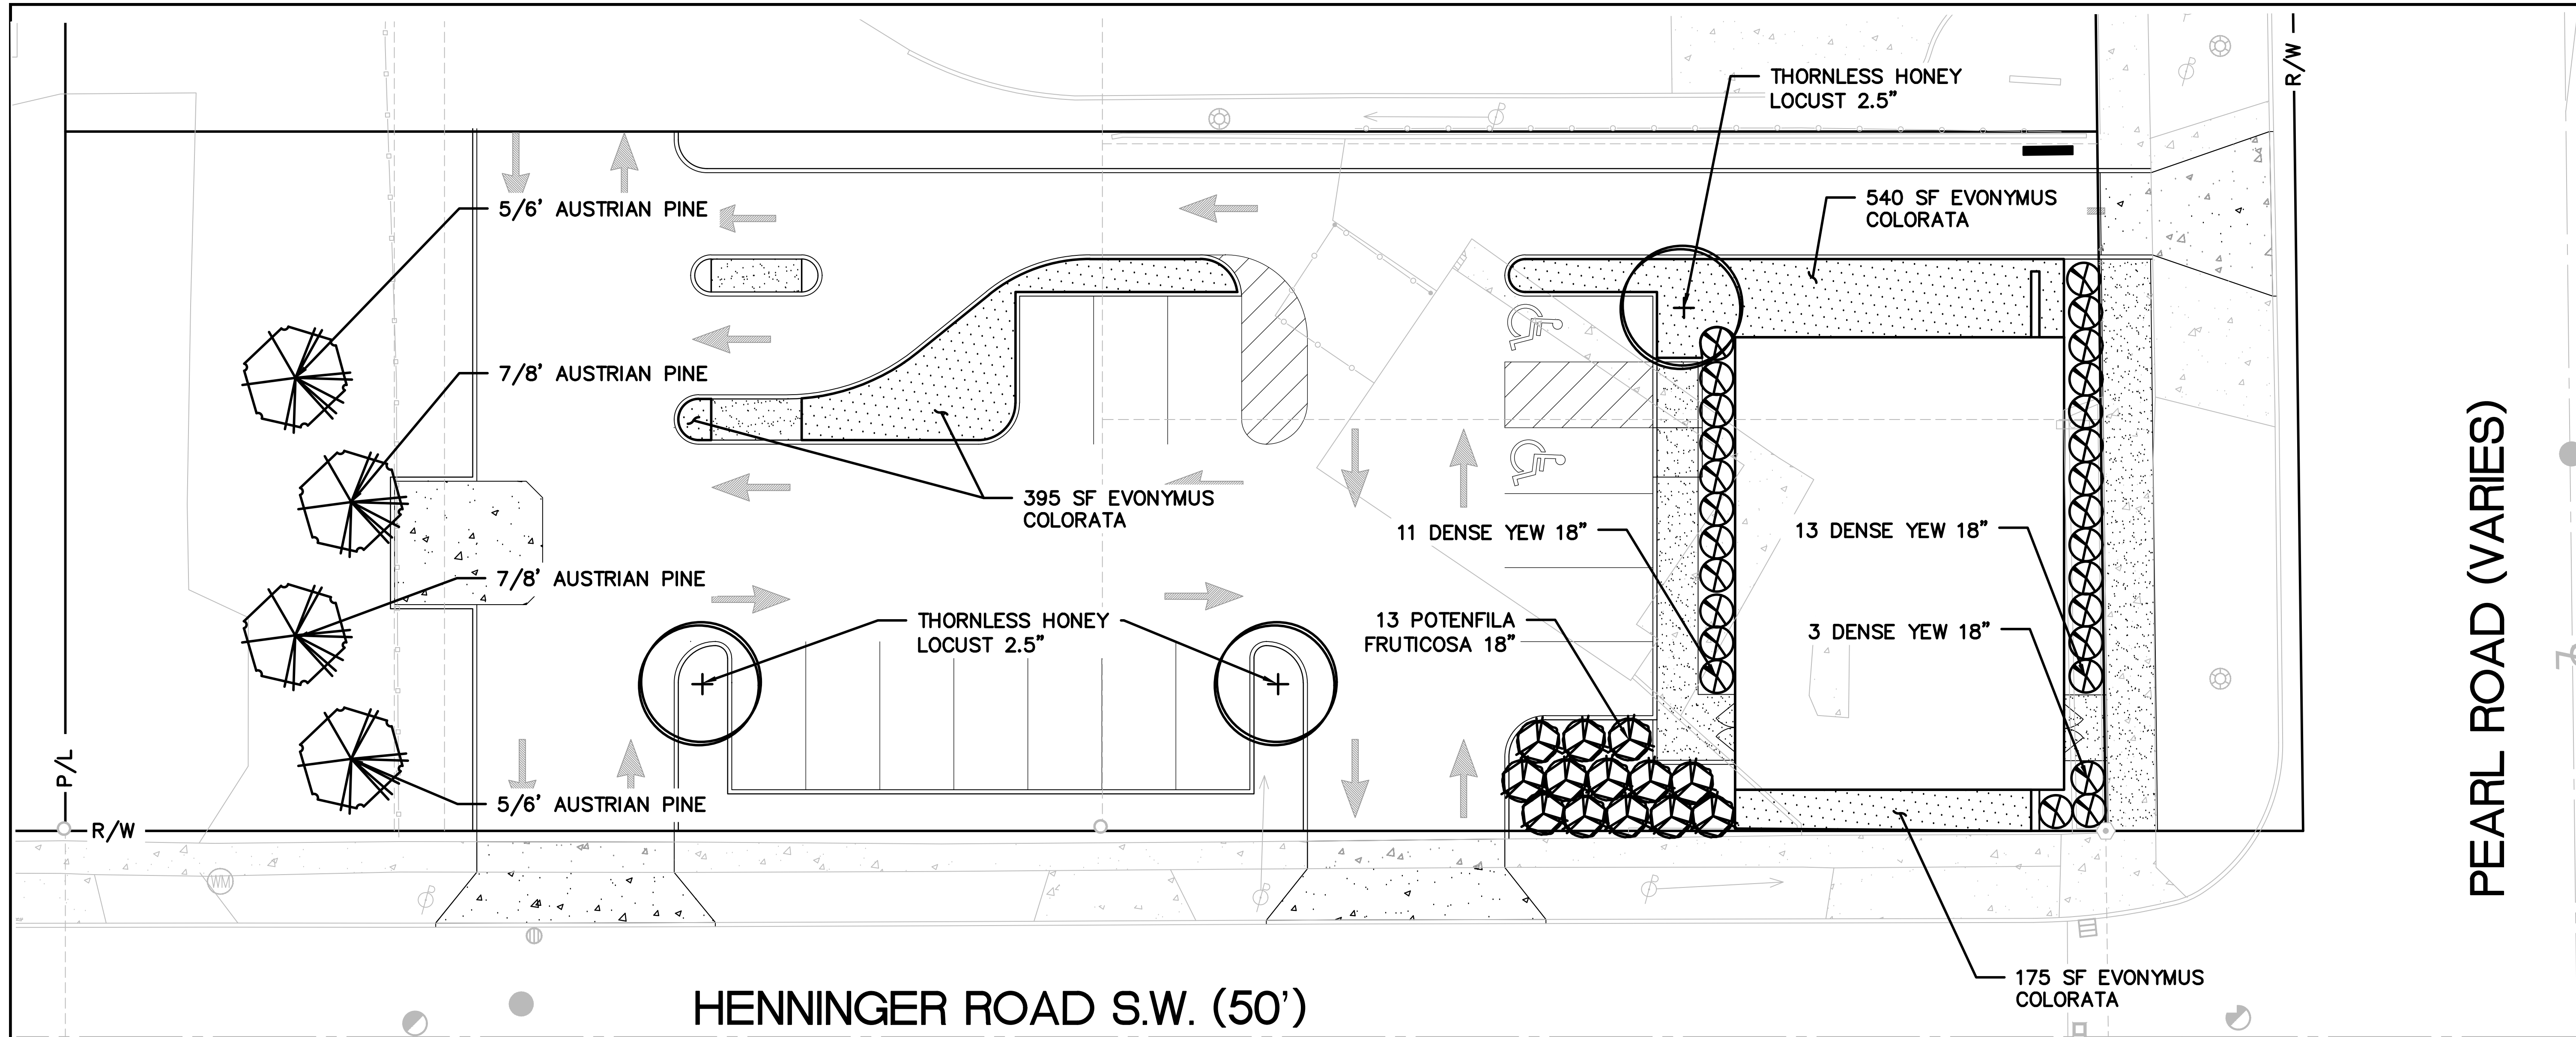 R/W
THORNLESS HONEY
LOCUST 2.5”
5/6' AUSTRIAN PINE
540 SF EVONYMUS
COLORATA
7/8' AUSTRIAN PINE
395 SF EVONYMUS
COLORATA
11 DENSE YEW 18”
13 DENSE YEW 18”
7/8' AUSTRIAN PINE
THORNLESS HONEY
LOCUST 2.5”
13 POTENFILA
FRUTICOSA 18”
3 DENSE YEW 18”
PEARL ROAD (VARIES)
P/L
5/6' AUSTRIAN PINE
R/W
WM
175 SF EVONYMUS
COLORATA
HENNINGER ROAD S.W. (50')